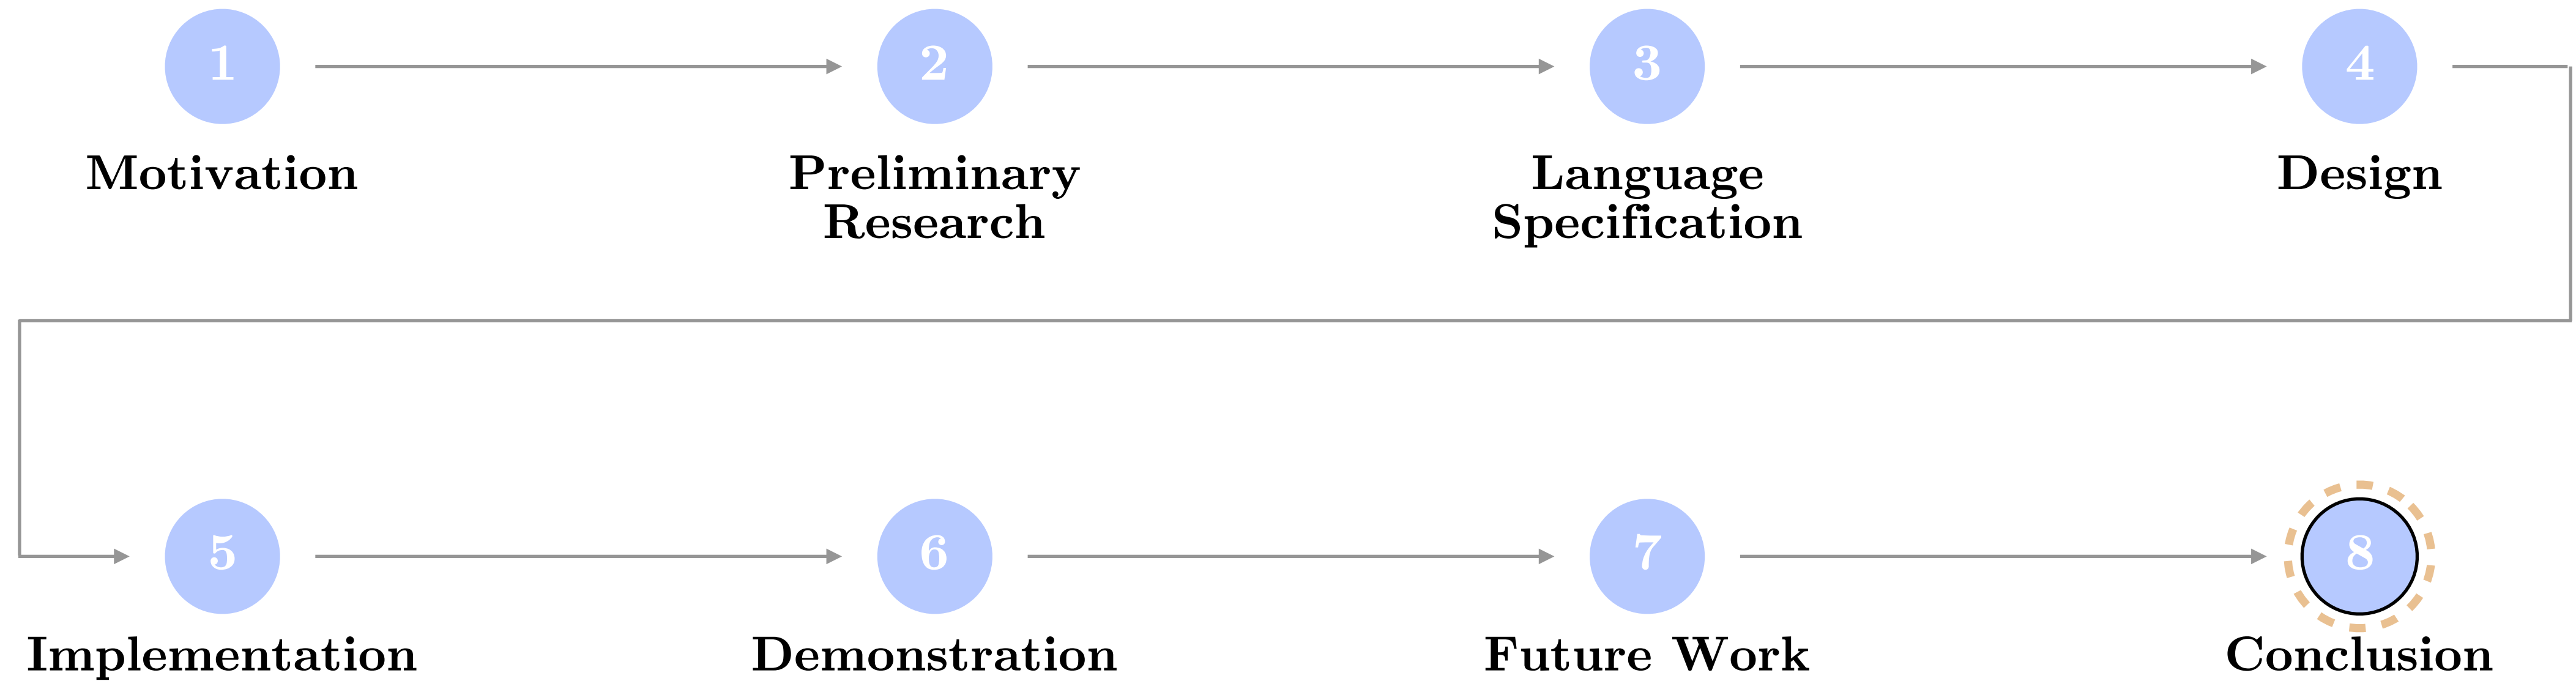 1
Motivation
2
Preliminary
Research
3
Language
Specification
4
Design
5
Implementation
6
Demonstration
7
Future Work
8
Conclusion